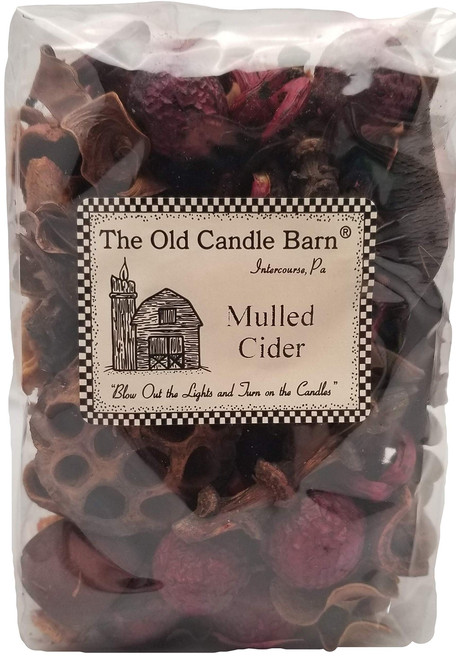 The Old Candle Barn®
Intercourse, Pa
Mulled
Cider
"Blow Out the Lights and Turn on the Candles"